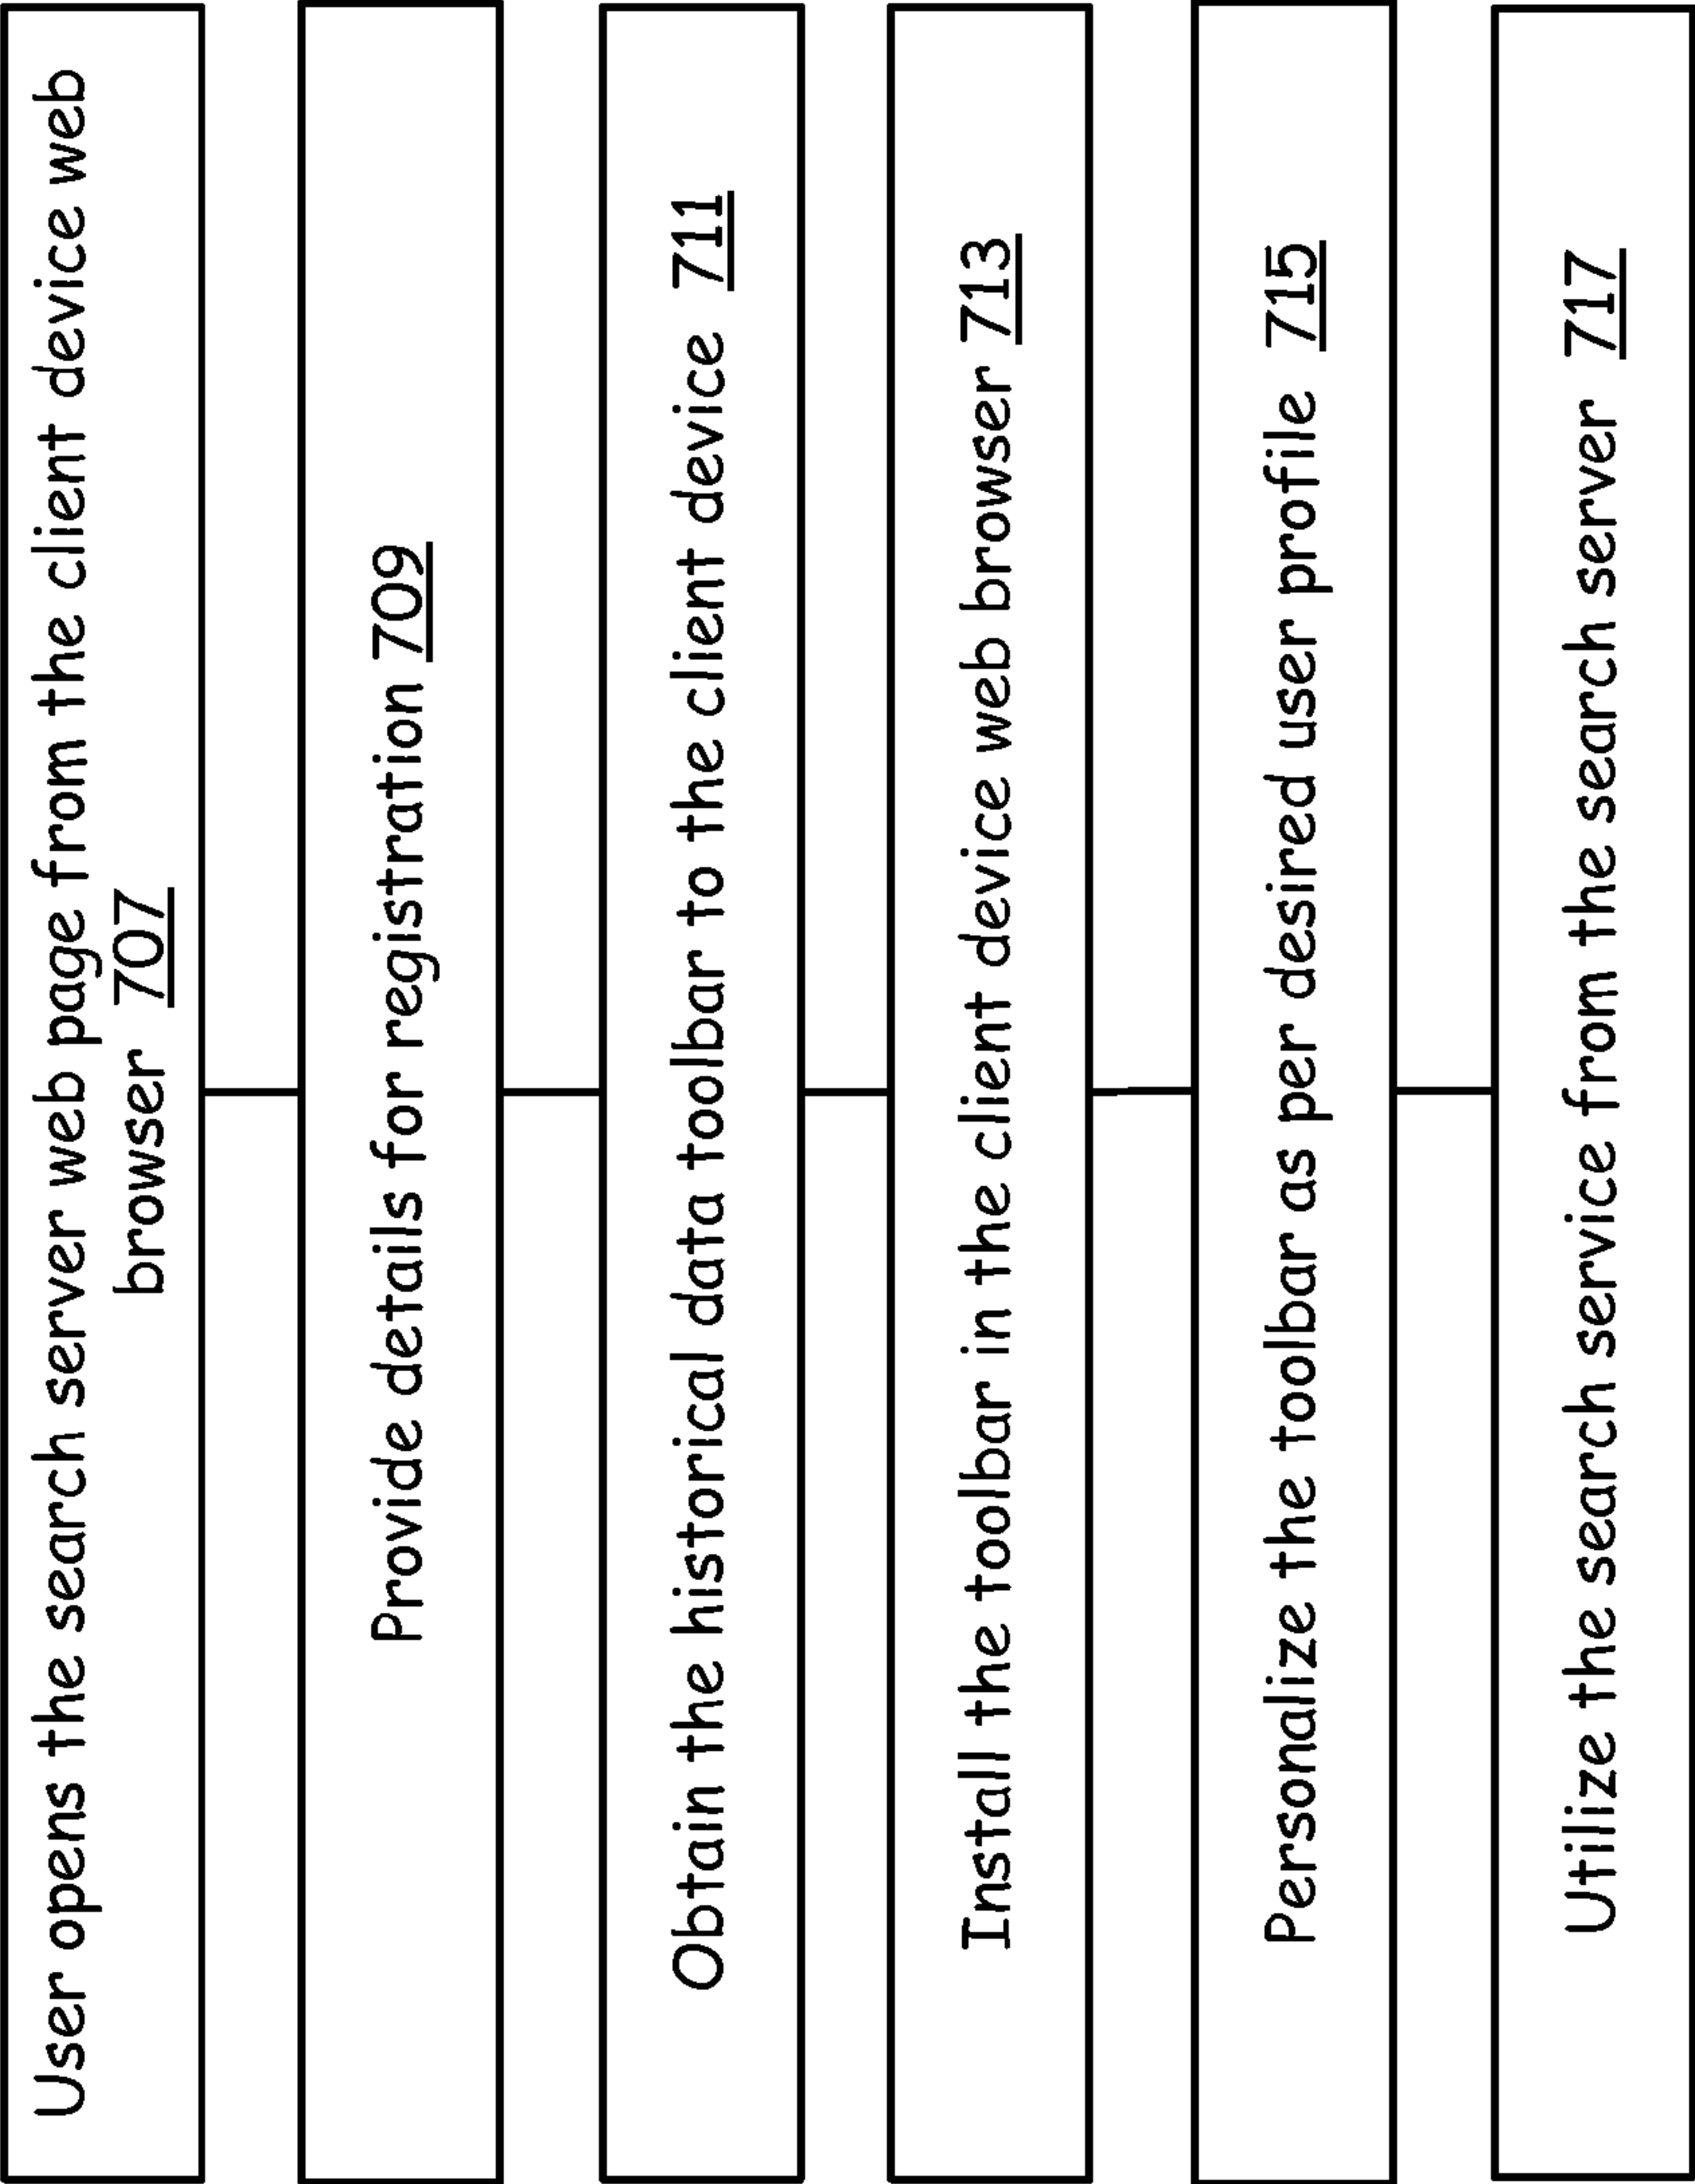 User opens the search server web page from the client device web
browser 707
Provide details for registration 709
Obtain the historical data toolbar to the client device 711
Install the toolbar in the client device web browser 713
Personalize the toolbar as per desired user profile 715
Utilize the search service from the search server 717